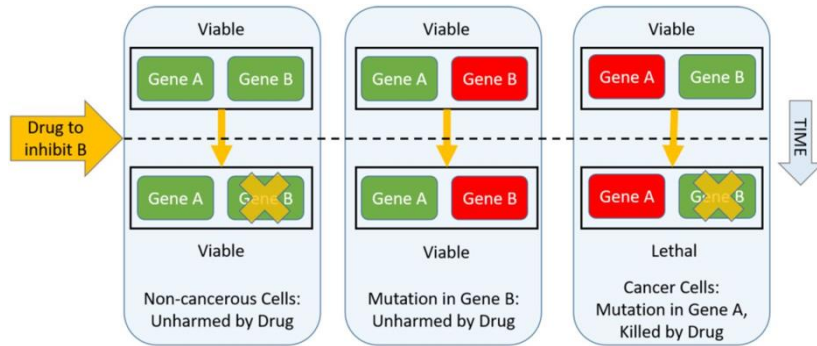 Viable
Viable
Viable
Gene A
Gene B
Gene A
Gene B
Gene A
Gene B
Drug to
inhibit B
TIME
Gene A
Gene B
Gene A
Gene B
Gene A
Gene B
Viable
Viable
Lethal
Non-cancerous Cells:
Unharmed by Drug
Mutation in Gene B:
Unharmed by Drug
Cancer Cells:
Mutation in Gene A,
Killed by Drug